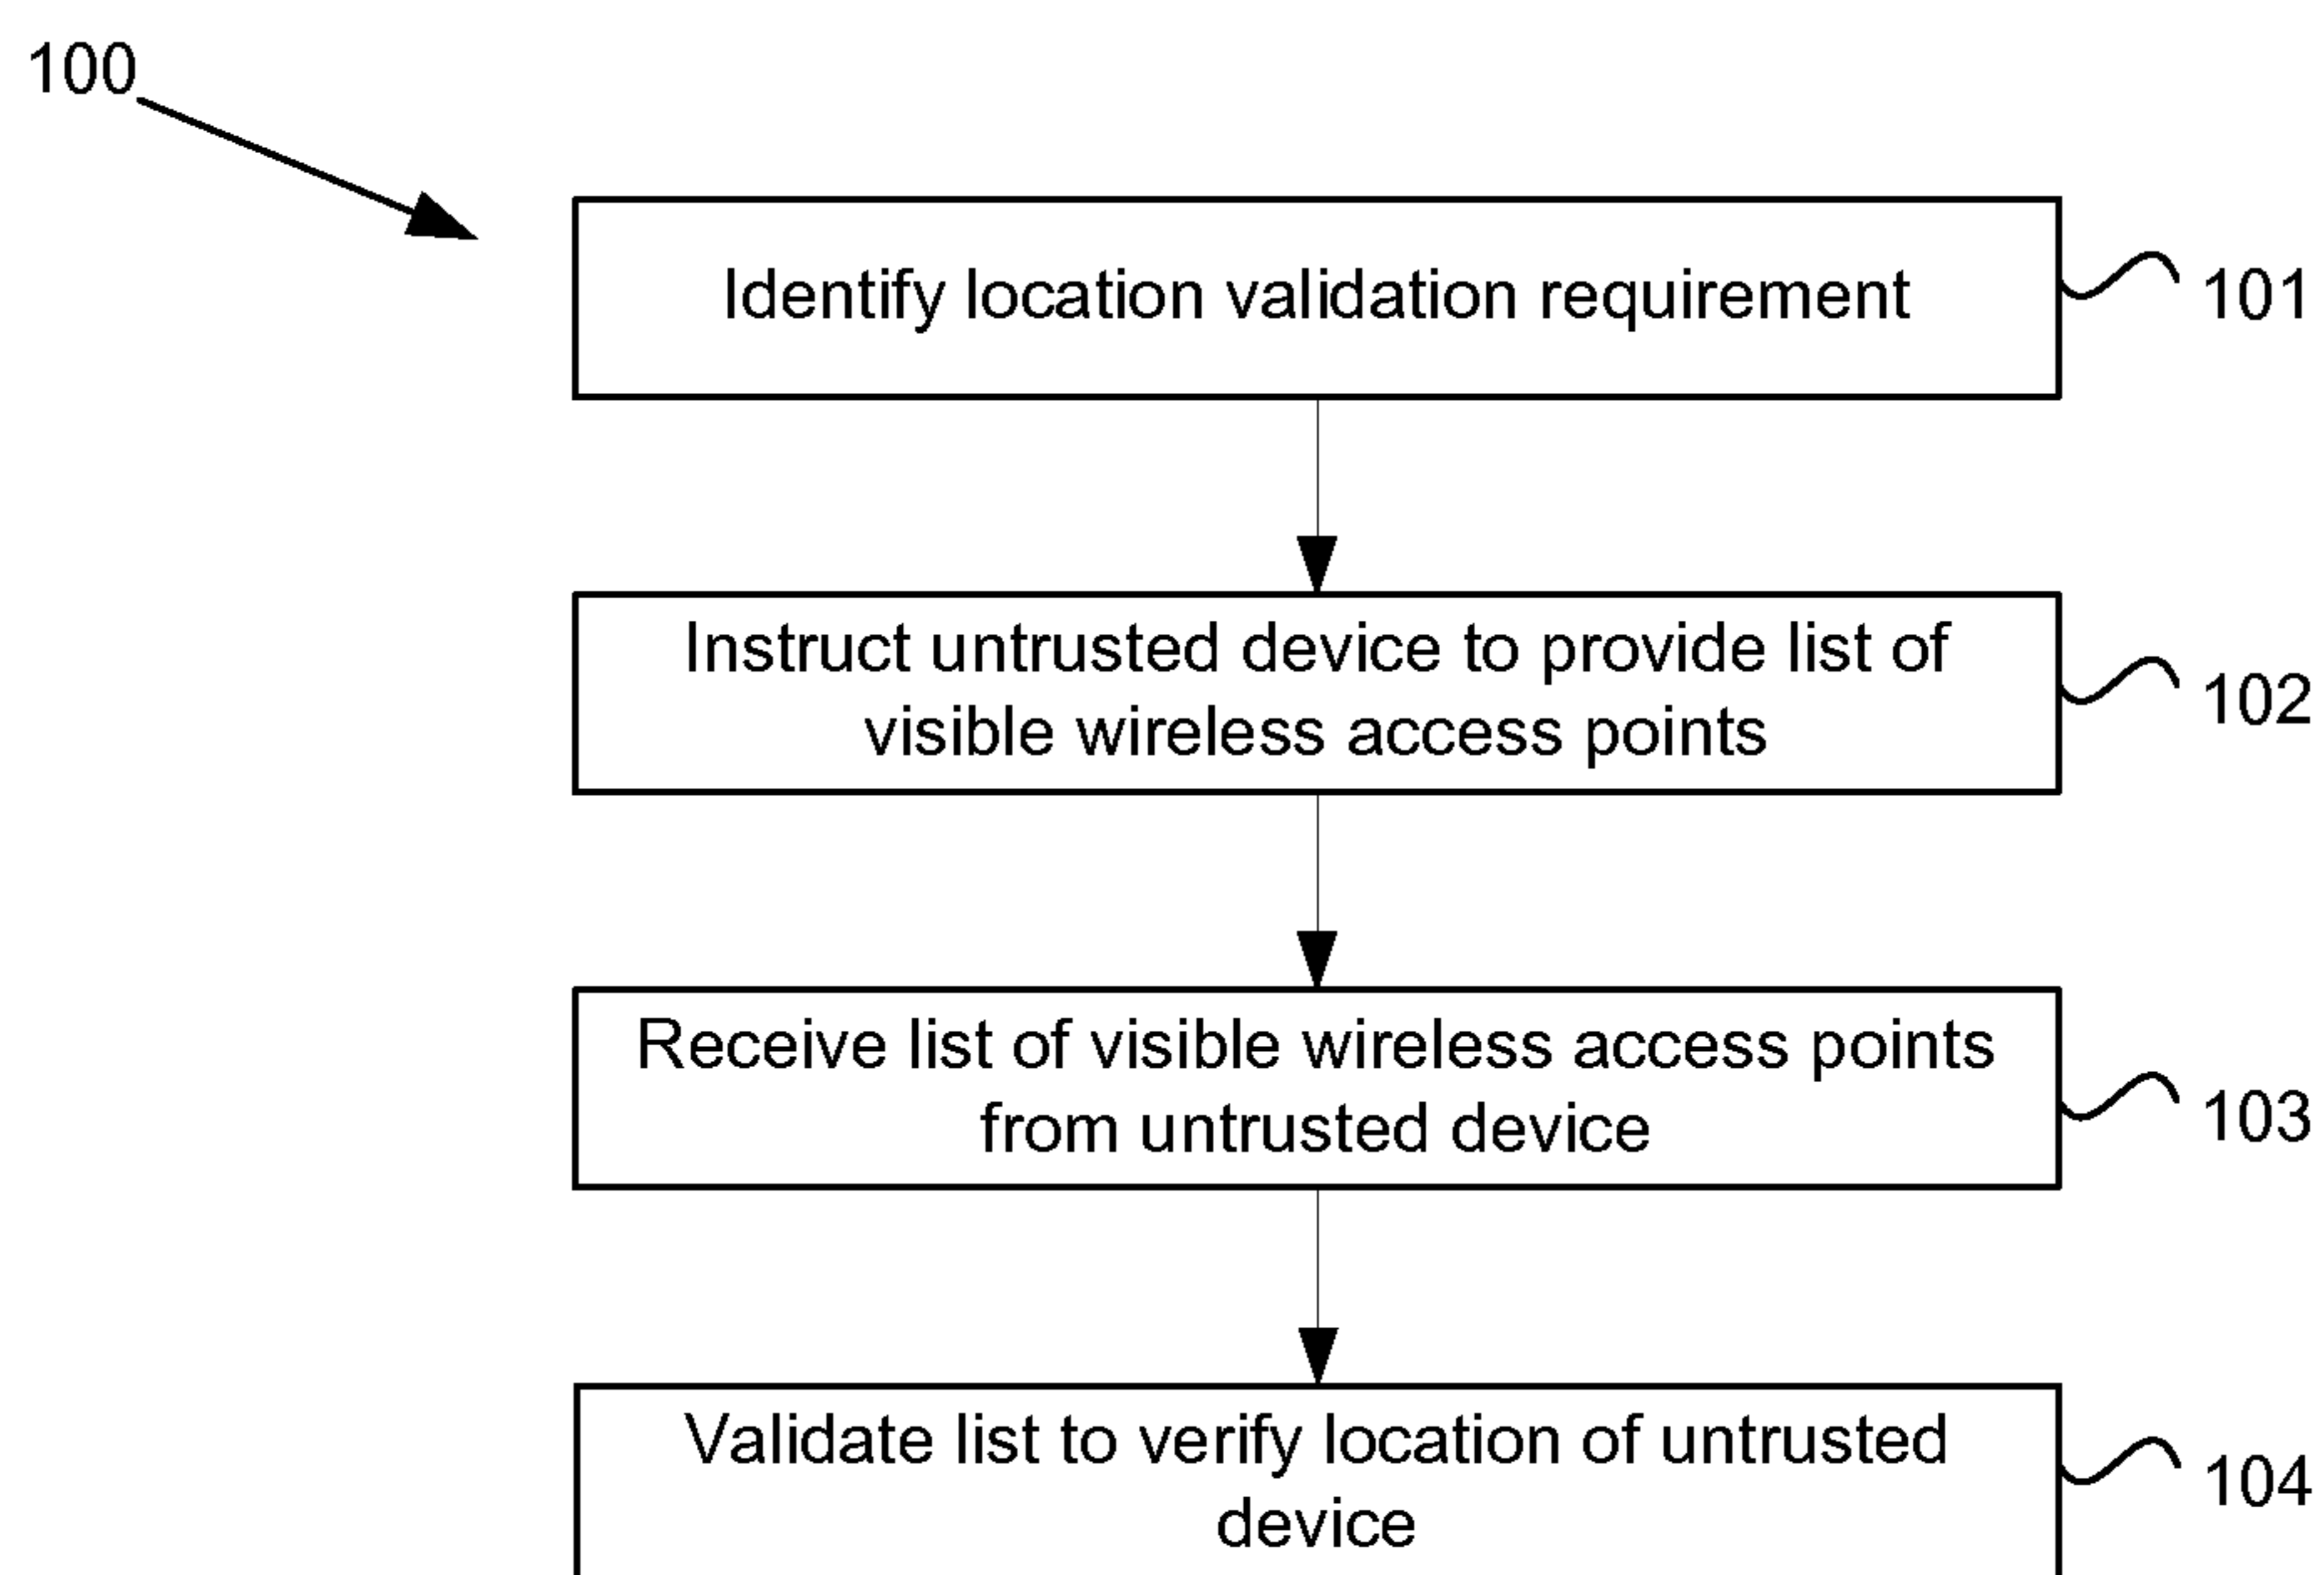 100
Identify location validation requirement
101
Instruct untrusted device to provide list of
visible wireless access points
102
Receive list of visible wireless access points
from untrusted device
103
Validate list to verify location of untrusted
device
104